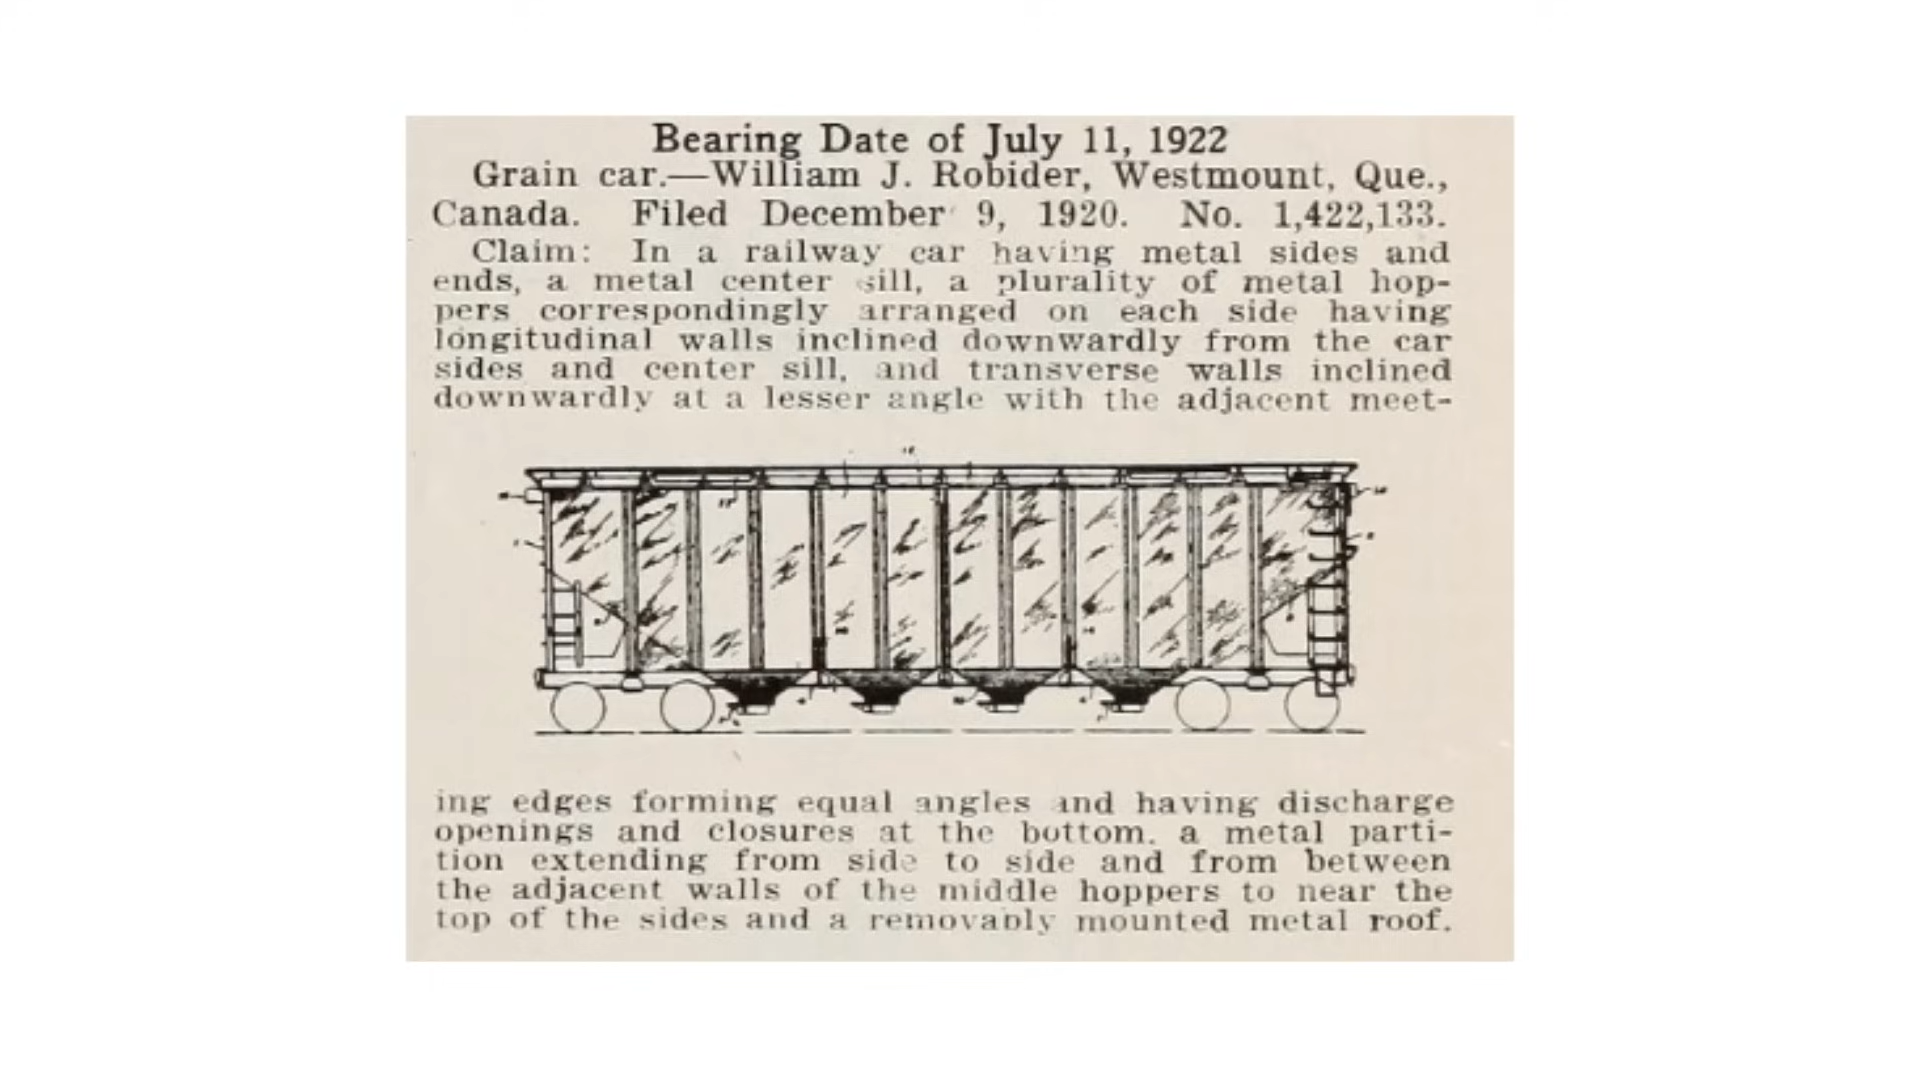 Bearing Date of July 11, 1922
Grain car.—William J. Robider, Westmount, Que.,
Canada. Filed December 9, 1920. No. 1,422,133.
Claim: In a railway car having metal sides and
ends, a metal center sill, a plurality of metal hop-
pers correspondingly arranged on each side having
longitudinal walls inclined downwardly from the car
sides and center sill, and transverse walls inclined
downwardly at a lesser angle with the adjacent meet-
ing edges forming equal angles and having discharge
openings and closures at the bottom. a metal parti-
tion extending from side to side and from between
the adjacent walls of the middle hoppers to near the
top of the sides and a removably mounted metal roof.